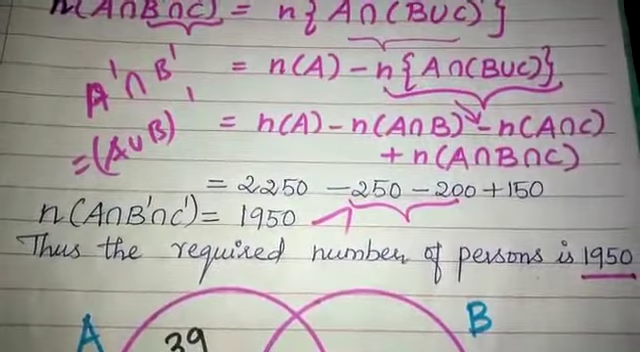 n(A∩B∩C) = n{A∩(B∪C)'}
A'∩B' = n(A) - n{A∩(B∪C)}
=(A∪B)' = n(A) - n(A∩B) - n(A∩C)
+ n(A∩B∩C)
= 2250 - 250 - 200 + 150
n(A∩B'∩C') = 1950
Thus the required number of persons is 1950
A 39 B